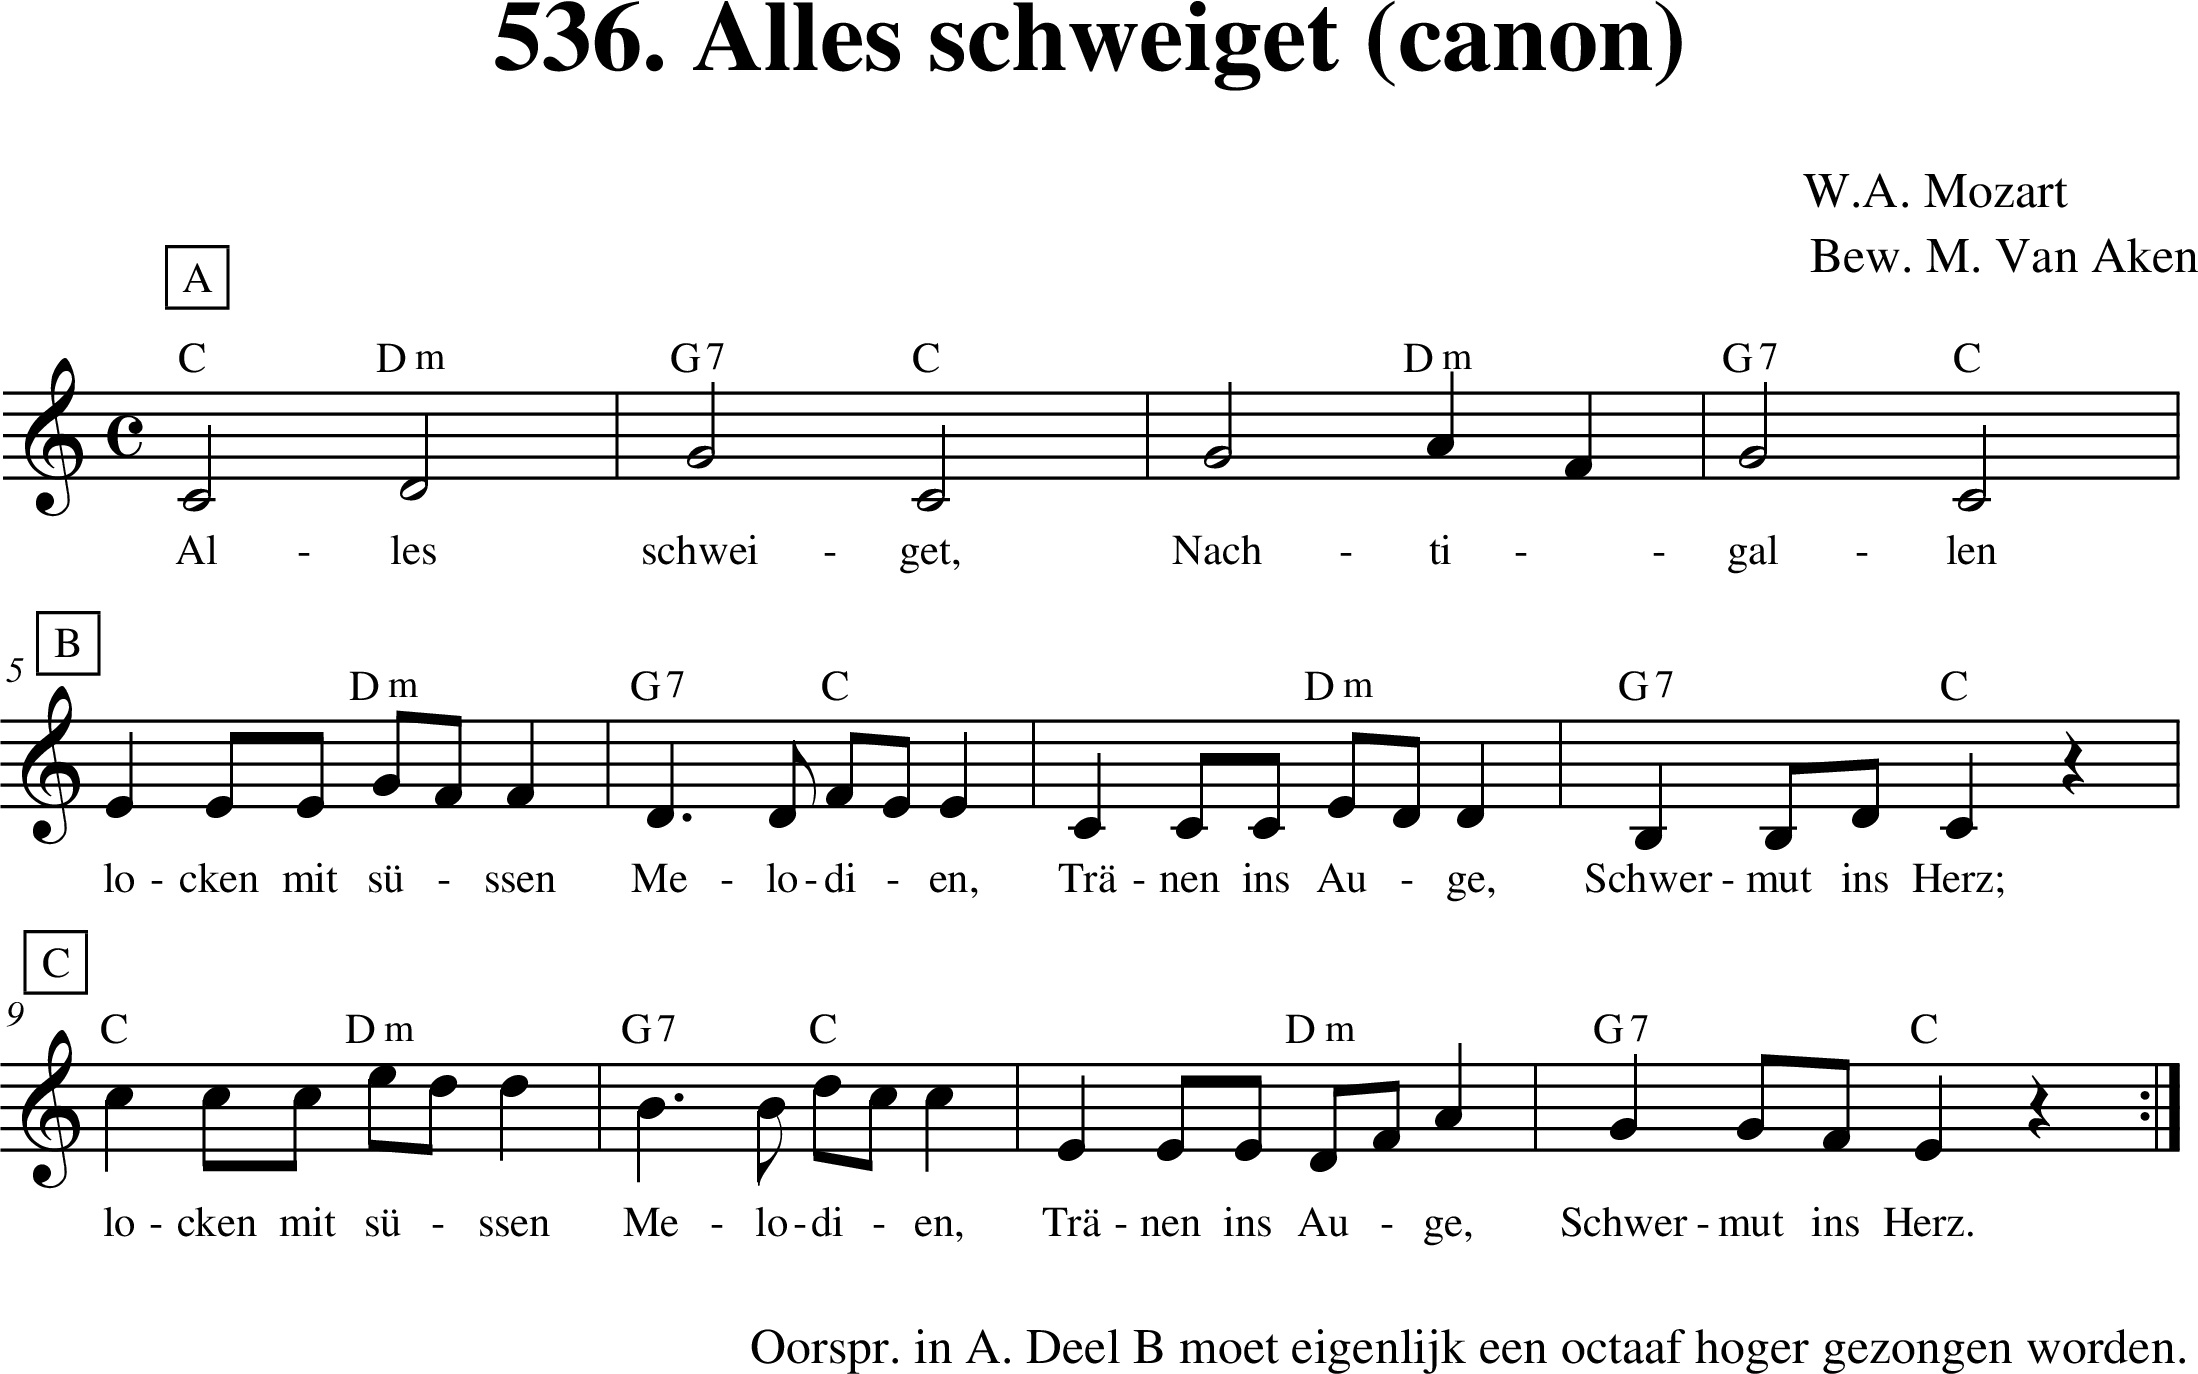 536. Alles schweiget (canon)
W.A. Mozart
Bew. M. Van Aken
A
C Dm G7 C Dm G7 C
Al - les schwei - get, Nach - ti - - gal - len
B
5
Dm G7 C Dm G7 C
lo - cken mit sü - ssen Me - lo - di - en, Trä - nen ins Au - ge, Schwer - mut ins Herz;
C
9
C Dm G7 C Dm G7 C
lo - cken mit sü - ssen Me - lo - di - en, Trä - nen ins Au - ge, Schwer - mut ins Herz.
Oorspr. in A. Deel B moet eigenlijk een octaaf hoger gezongen worden.